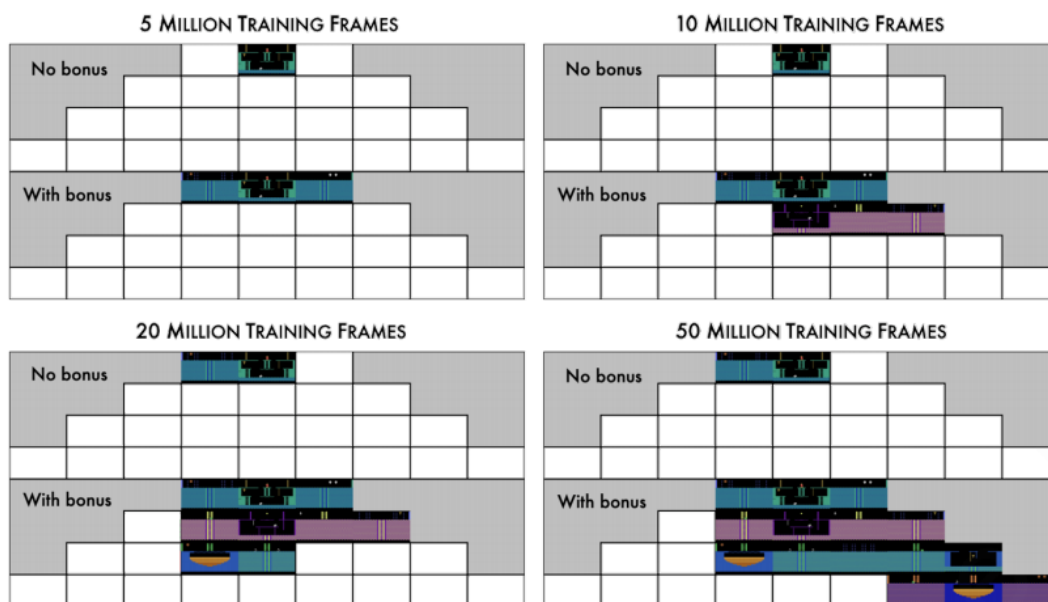 5 MILLION TRAINING FRAMES
No bonus
With bonus
10 MILLION TRAINING FRAMES
No bonus
With bonus
20 MILLION TRAINING FRAMES
No bonus
With bonus
50 MILLION TRAINING FRAMES
No bonus
With bonus